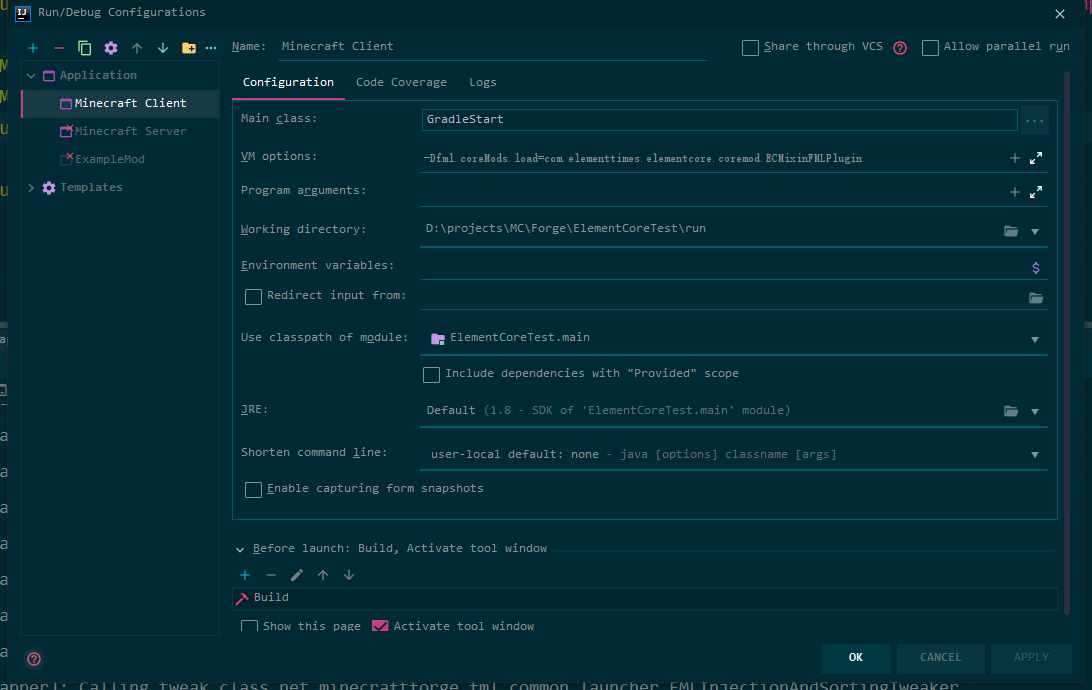 Run/Debug Configurations
Name: Minecraft Client
Share through VCS
Allow parallel run
Application
Minecraft Client
Minecraft Server
ExampleMod
Templates
Configuration Code Coverage Logs
Main class: GradleStart ...
VM options: -Dfml.coreMods.load=com.elementtimes.elementcore.coremod.ECMixinFMLPlugin
Program arguments:
Working directory: D:\projects\MC\Forge\ElementCoreTest\run
Environment variables:
Redirect input from:
Use classpath of module: ElementCoreTest.main
Include dependencies with "Provided" scope
JRE: Default (1.8 - SDK of 'ElementCoreTest.main' module)
Shorten command line: user-local default: none - java [options] classname [args]
Enable capturing form snapshots
Before launch: Build, Activate tool window
Build
Show this page Activate tool window
OK CANCEL APPLY
Calling tweak class net.minecraftforge.fml.common.launcher.FMLInjectionAndSortingTweaker